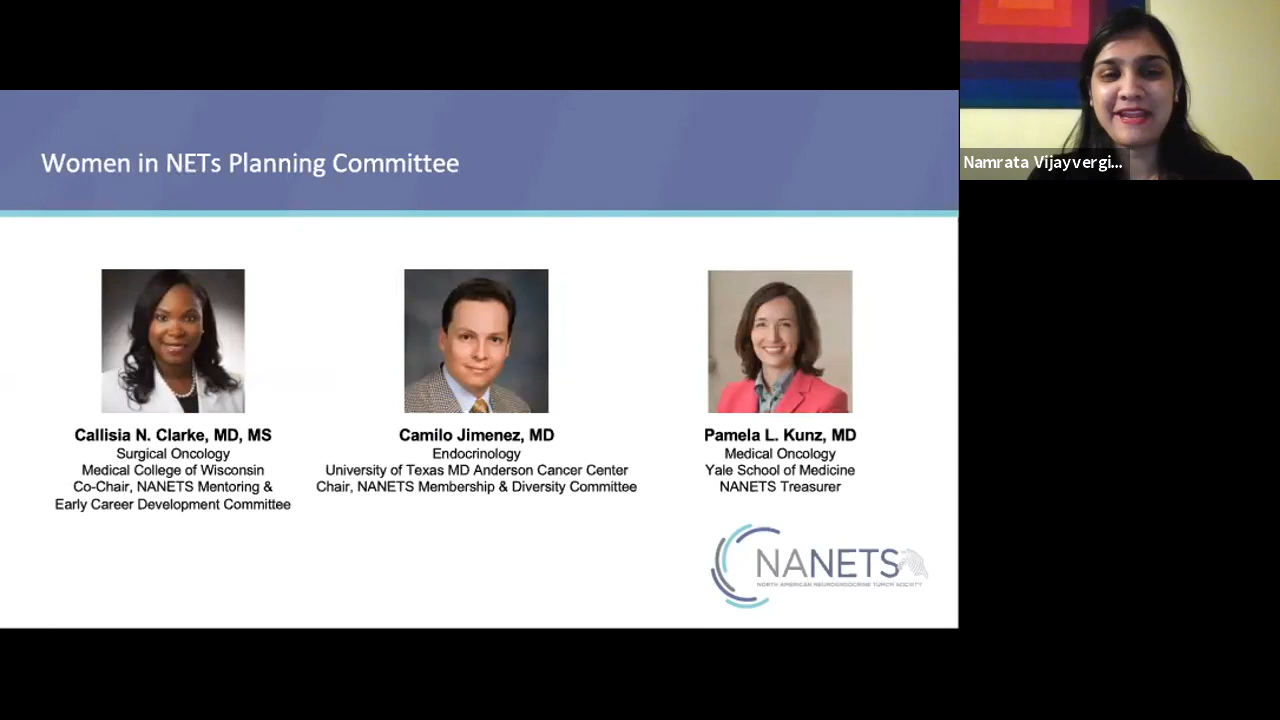 Women in NETs Planning Committee
Namrata Vijayvergi...
Callisia N. Clarke, MD, MS
Surgical Oncology
Medical College of Wisconsin
Co-Chair, NANETS Mentoring &
Early Career Development Committee
Camilo Jimenez, MD
Endocrinology
University of Texas MD Anderson Cancer Center
Chair, NANETS Membership & Diversity Committee
Pamela L. Kunz, MD
Medical Oncology
Yale School of Medicine
NANETS Treasurer
NANETS
NORTH AMERICAN NEUROENDOCRINE TUMOR SOCIETY